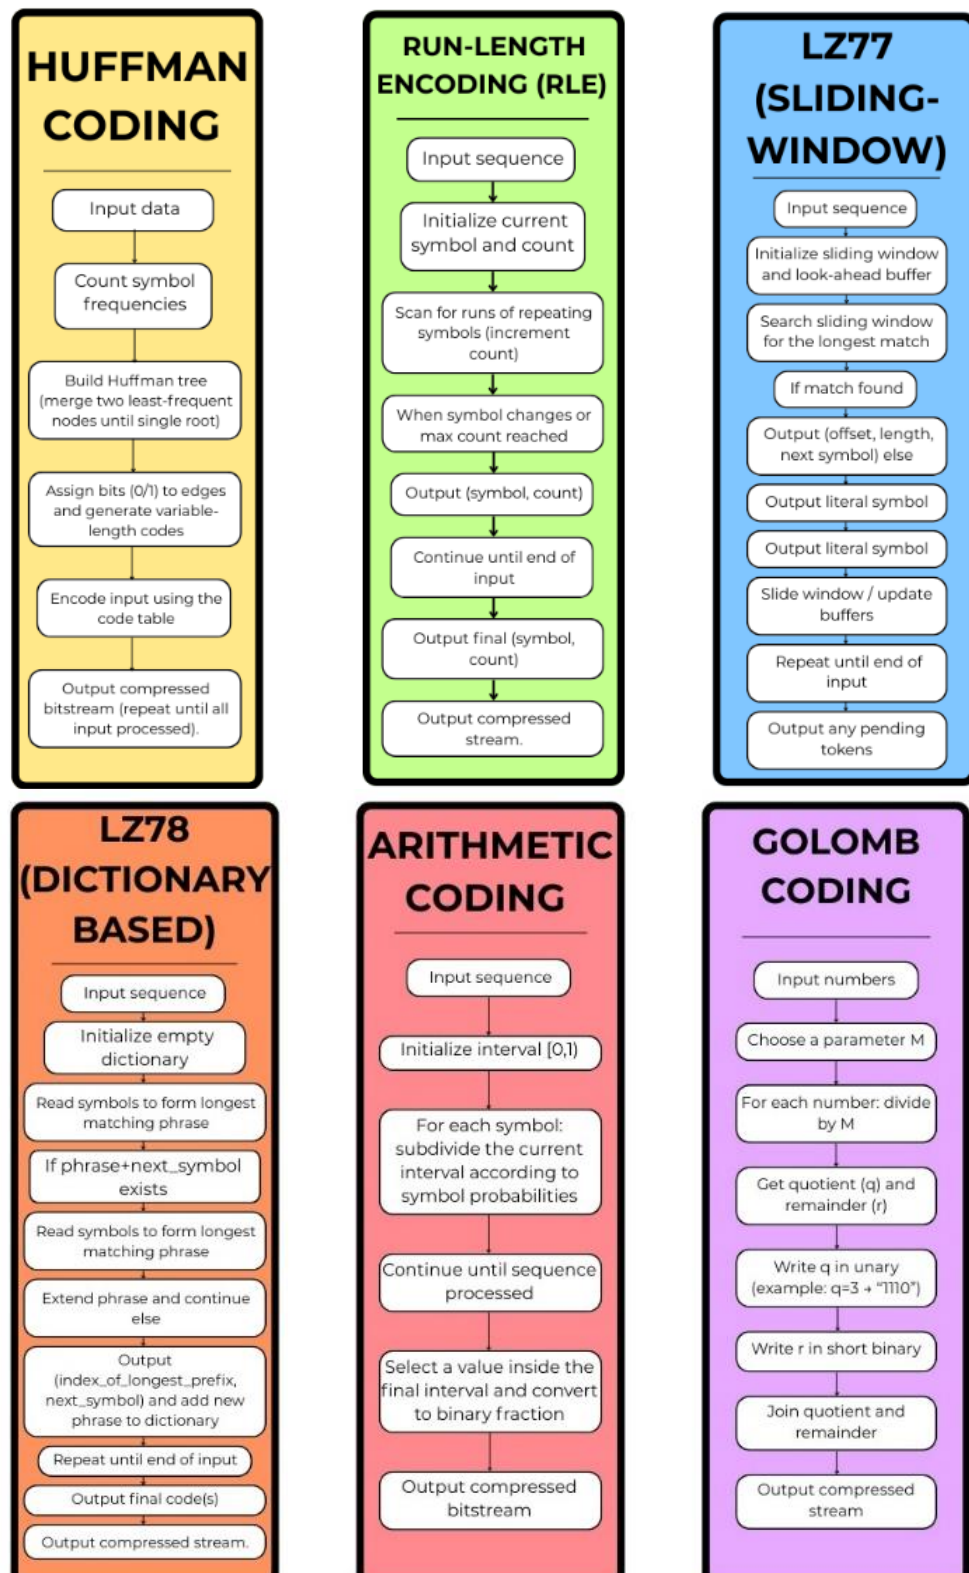 HUFFMAN
CODING
Input data
Count symbol
frequencies
Build Huffman tree
(merge two least-frequent
nodes until single root)
Assign bits (0/1) to edges
and generate variable-
length codes
Encode input using the
code table
Output compressed
bitstream (repeat until all
input processed).
RUN-LENGTH
ENCODING (RLE)
Input sequence
Initialize current
symbol and count
Scan for runs of repeating
symbols (increment
count)
When symbol changes or
max count reached
Output (symbol, count)
Continue until end of
input
Output final (symbol,
count)
Output compressed
stream.
LZ77
(SLIDING-
WINDOW)
Input sequence
Initialize sliding window
and look-ahead buffer
Search sliding window
for the longest match
If match found
Output (offset, length,
next symbol) else
Output literal symbol
Output literal symbol
Slide window / update
buffers
Repeat until end of
input
Output any pending
tokens
LZ78
(DICTIONARY
BASED)
Input sequence
Initialize empty
dictionary
Read symbols to form longest
matching phrase
If phrase+next_symbol
exists
Read symbols to form longest
matching phrase
Extend phrase and continue
else
Output
(index_of_longest_prefix,
next_symbol) and add new
phrase to dictionary
Repeat until end of input
Output final code(s)
Output compressed stream.
ARITHMETIC
CODING
Input sequence
Initialize interval [0,1)
For each symbol:
subdivide the current
interval according to
symbol probabilities
Continue until sequence
processed
Select a value inside the
final interval and convert
to binary fraction
Output compressed
bitstream
GOLOMB
CODING
Input numbers
Choose a parameter M
For each number: divide
by M
Get quotient (q) and
remainder (r)
Write q in unary
(example: q=3 → “1110”)
Write r in short binary
Join quotient and
remainder
Output compressed
stream